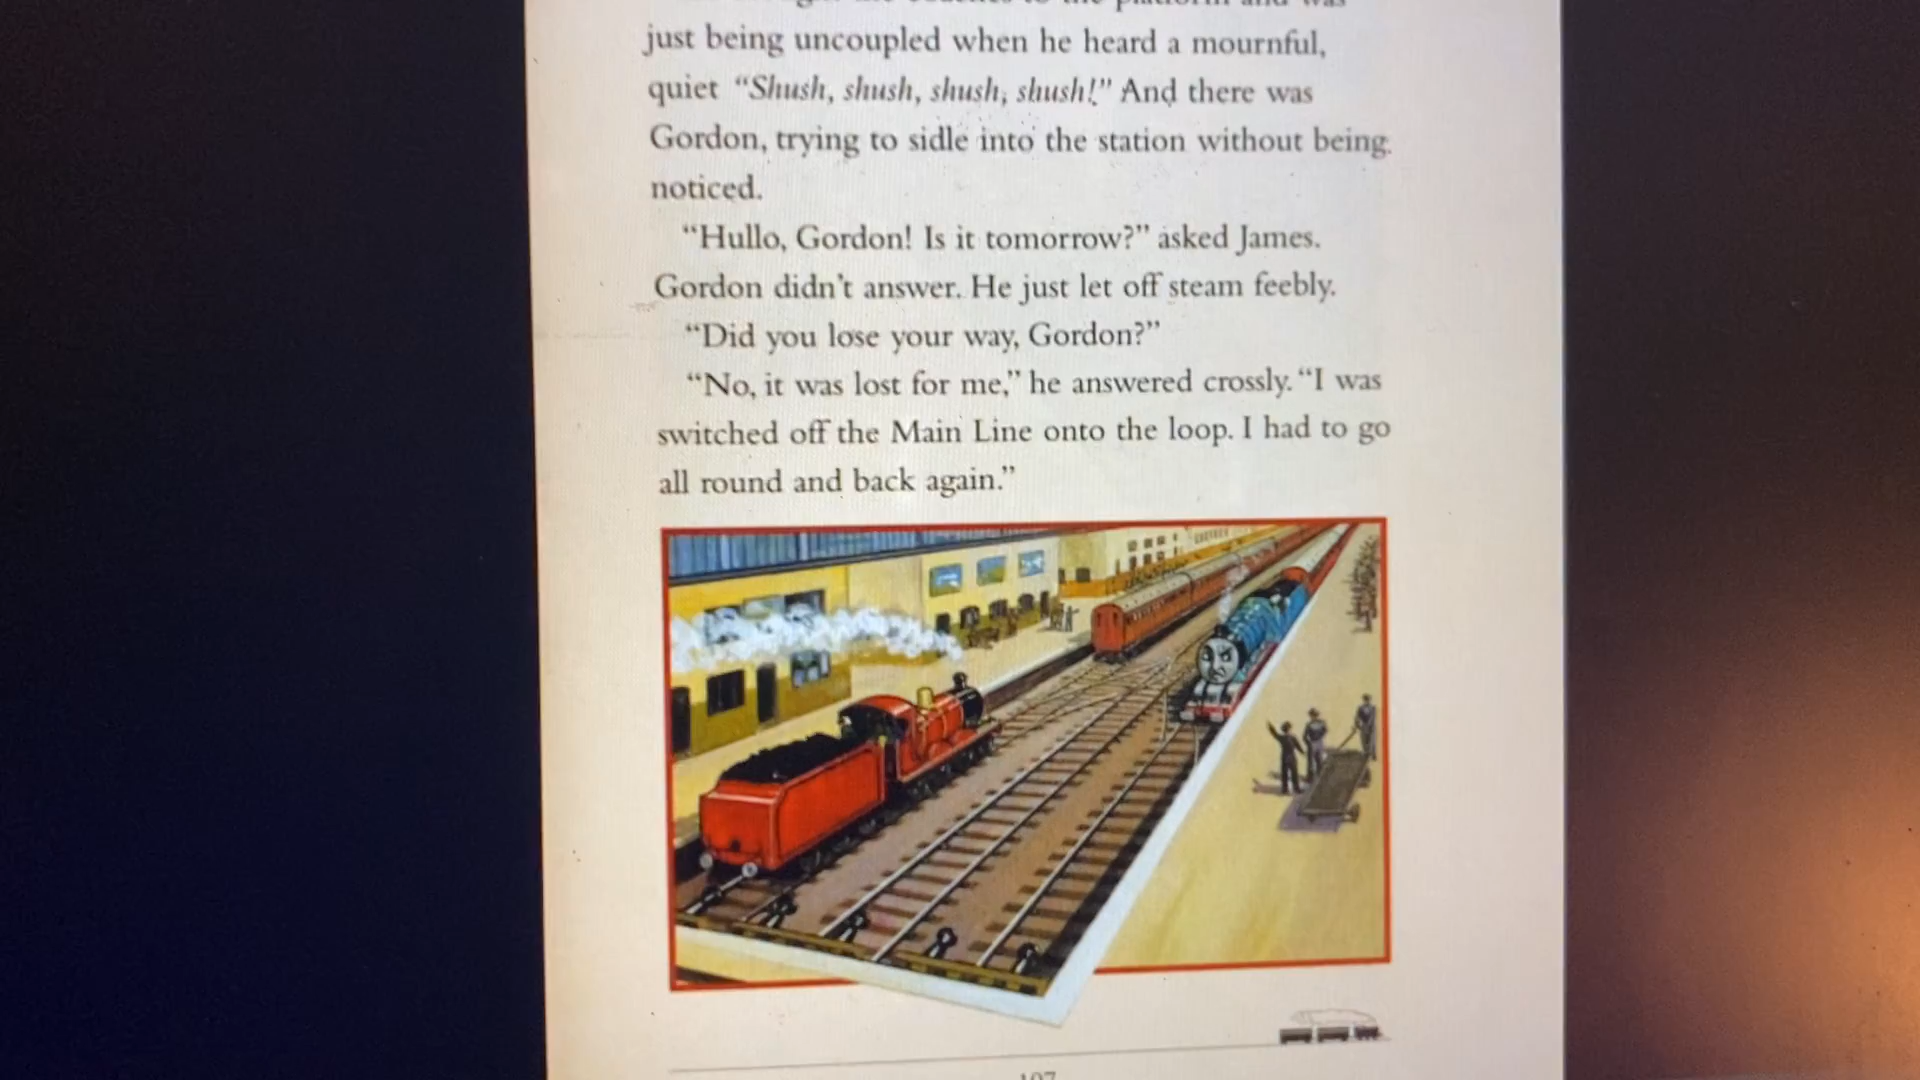 just being uncoupled when he heard a mournful,
quiet “Shush, shush, shush, shush!” And there was
Gordon, trying to sidle into the station without being
noticed.
“Hullo, Gordon! Is it tomorrow?” asked James.
Gordon didn’t answer. He just let off steam feebly.
“Did you lose your way, Gordon?”
“No, it was lost for me,” he answered crossly. “I was
switched off the Main Line onto the loop. I had to go
all round and back again.”